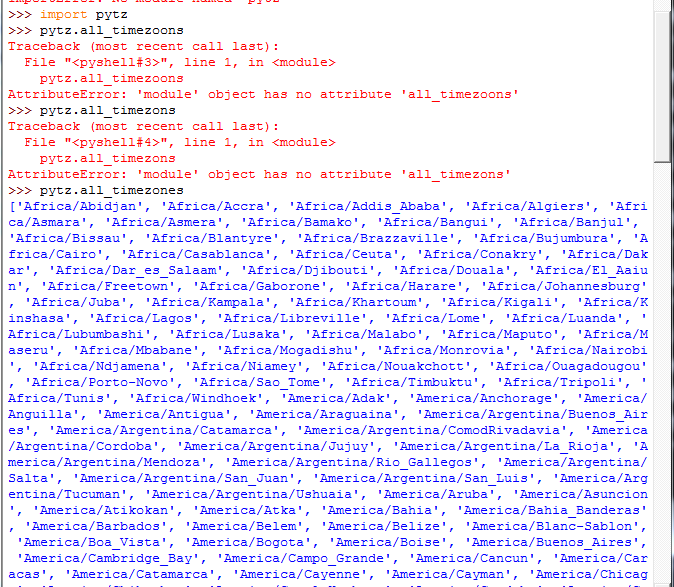 ImportError: No module named 'pytz'
>>> import pytz
>>> pytz.all_timezoons
Traceback (most recent call last):
  File "<pyshell#3>", line 1, in <module>
    pytz.all_timezoons
AttributeError: 'module' object has no attribute 'all_timezoons'
>>> pytz.all_timezons
Traceback (most recent call last):
  File "<pyshell#4>", line 1, in <module>
    pytz.all_timezons
AttributeError: 'module' object has no attribute 'all_timezons'
>>> pytz.all_timezones
['Africa/Abidjan', 'Africa/Accra', 'Africa/Addis_Ababa', 'Africa/Algiers', 'Afri
ca/Asmara', 'Africa/Asmera', 'Africa/Bamako', 'Africa/Bangui', 'Africa/Banjul',
'Africa/Bissau', 'Africa/Blantyre', 'Africa/Brazzaville', 'Africa/Bujumbura', 'A
frica/Cairo', 'Africa/Casablanca', 'Africa/Ceuta', 'Africa/Conakry', 'Africa/Dak
ar', 'Africa/Dar_es_Salaam', 'Africa/Djibouti', 'Africa/Douala', 'Africa/El_Aaiu
n', 'Africa/Freetown', 'Africa/Gaborone', 'Africa/Harare', 'Africa/Johannesburg'
, 'Africa/Juba', 'Africa/Kampala', 'Africa/Khartoum', 'Africa/Kigali', 'Africa/K
inshasa', 'Africa/Lagos', 'Africa/Libreville', 'Africa/Lome', 'Africa/Luanda', '
Africa/Lubumbashi', 'Africa/Lusaka', 'Africa/Malabo', 'Africa/Maputo', 'Africa/M
aseru', 'Africa/Mbabane', 'Africa/Mogadishu', 'Africa/Monrovia', 'Africa/Nairobi
', 'Africa/Ndjamena', 'Africa/Niamey', 'Africa/Nouakchott', 'Africa/Ouagadougou'
, 'Africa/Porto-Novo', 'Africa/Sao_Tome', 'Africa/Timbuktu', 'Africa/Tripoli', '
Africa/Tunis', 'Africa/Windhoek', 'America/Adak', 'America/Anchorage', 'America/
Anguilla', 'America/Antigua', 'America/Araguaina', 'America/Argentina/Buenos_Air
es', 'America/Argentina/Catamarca', 'America/Argentina/ComodRivadavia', 'America
/Argentina/Cordoba', 'America/Argentina/Jujuy', 'America/Argentina/La_Rioja', 'A
merica/Argentina/Mendoza', 'America/Argentina/Rio_Gallegos', 'America/Argentina/
Salta', 'America/Argentina/San_Juan', 'America/Argentina/San_Luis', 'America/Arg
entina/Tucuman', 'America/Argentina/Ushuaia', 'America/Aruba', 'America/Asuncion
', 'America/Atikokan', 'America/Atka', 'America/Bahia', 'America/Bahia_Banderas'
, 'America/Barbados', 'America/Belem', 'America/Belize', 'America/Blanc-Sablon',
'America/Boa_Vista', 'America/Bogota', 'America/Boise', 'America/Buenos_Aires',
'America/Cambridge_Bay', 'America/Campo_Grande', 'America/Cancun', 'America/Car
acas', 'America/Catamarca', 'America/Cayenne', 'America/Cayman', 'America/Chicag